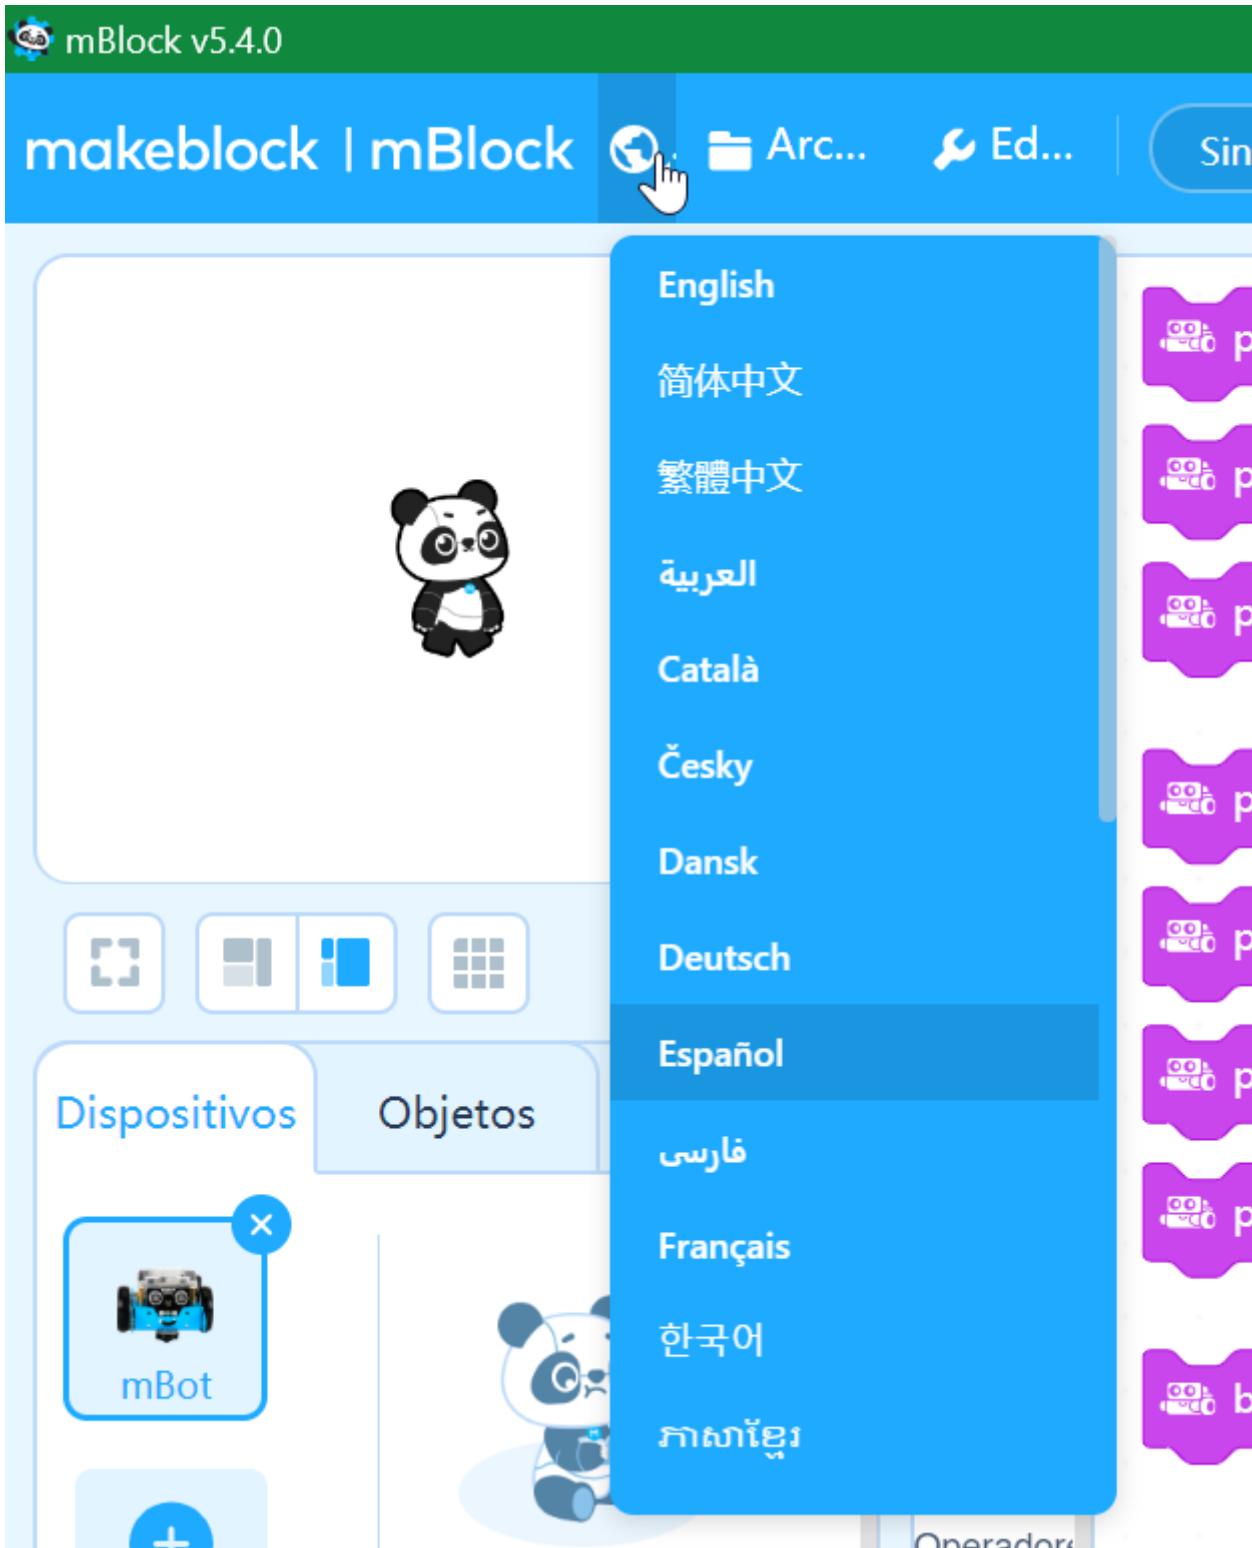 mBlock v5.4.0
makeblock | mBlock
Arc...
Ed...
Sin
English
简体中文
繁體中文
العربية
Català
Česky
Dansk
Deutsch
Español
فارسی
Français
한국어
ភាសាខ្មែរ
p
p
p
p
p
p
p
b
Dispositivos
Objetos
mBot